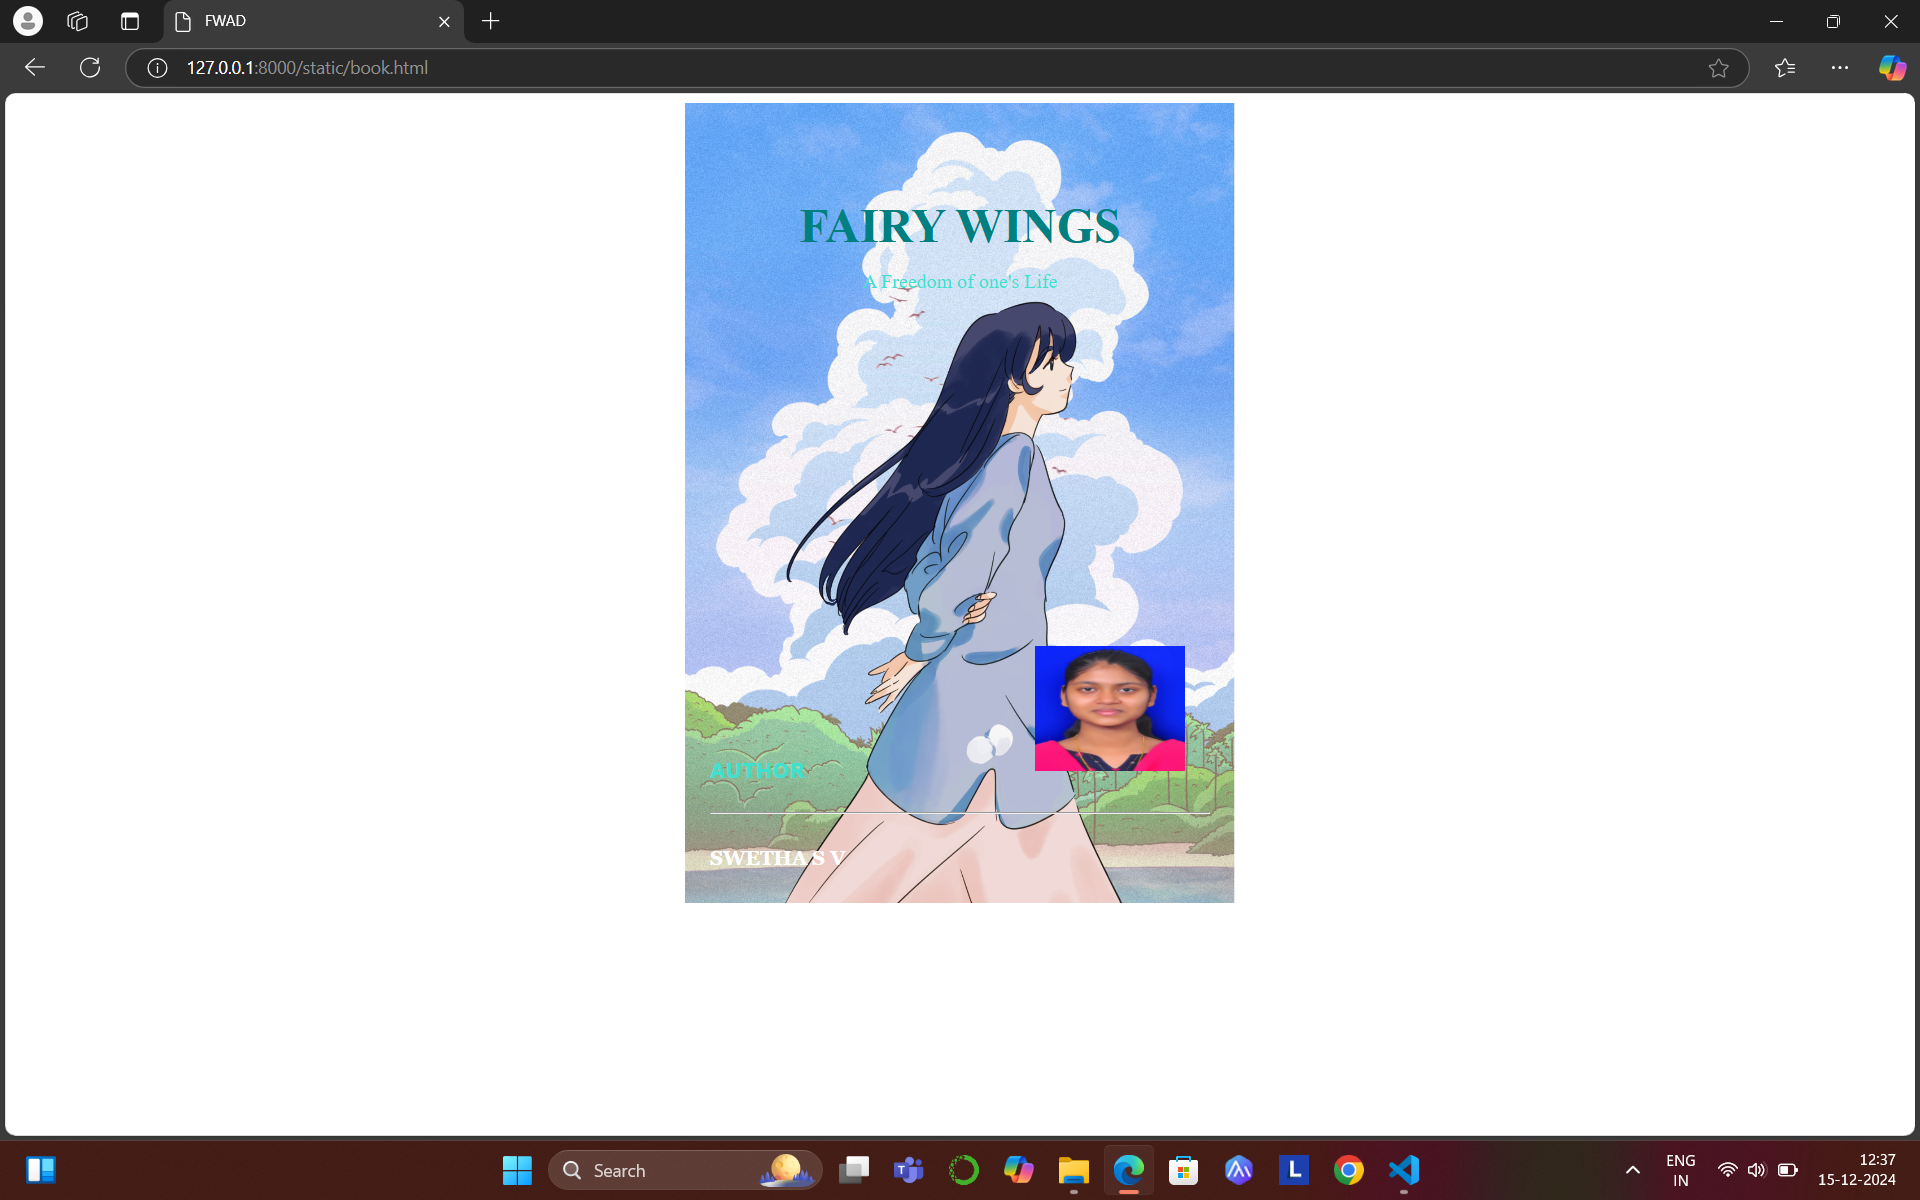 FWAD
127.0.0.1:8000/static/book.html
FAIRY WINGS
A Freedom of one's Life
AUTHOR
SWETHA S V
Search
T
L
ENG
IN
12:37
15-12-2024